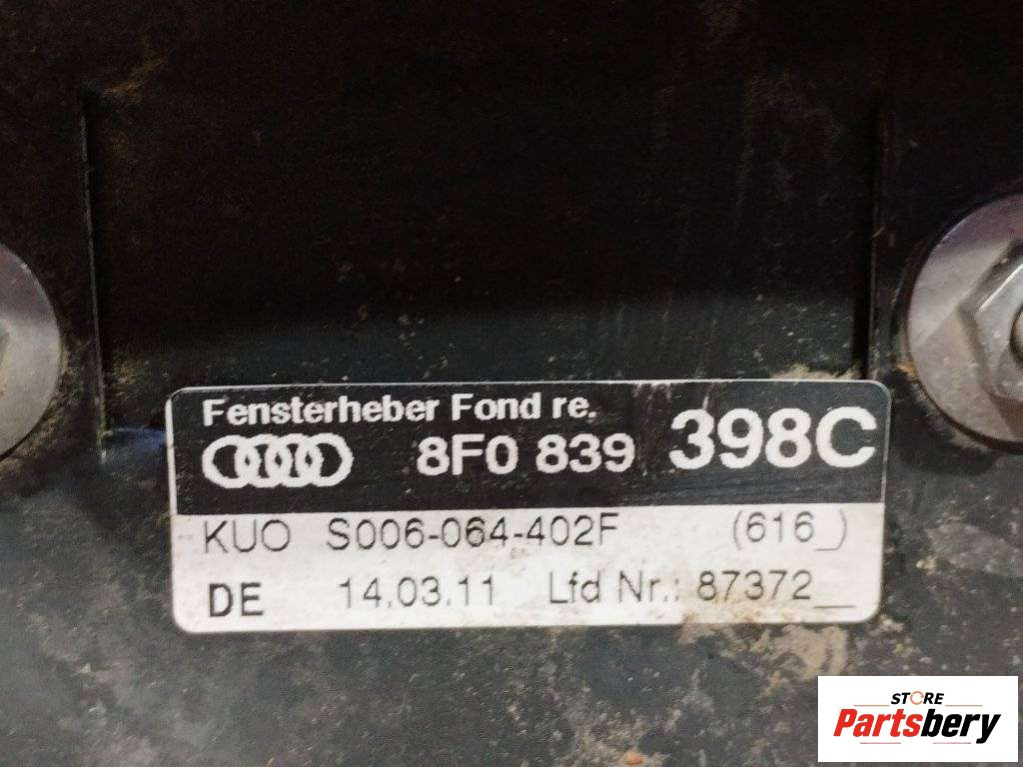 Fensterheber Fond re.
8F0 839 398C
KUO S006-064-402F (616_)
DE 14.03.11 Lfd Nr.: 87372__
STORE
Partsbery